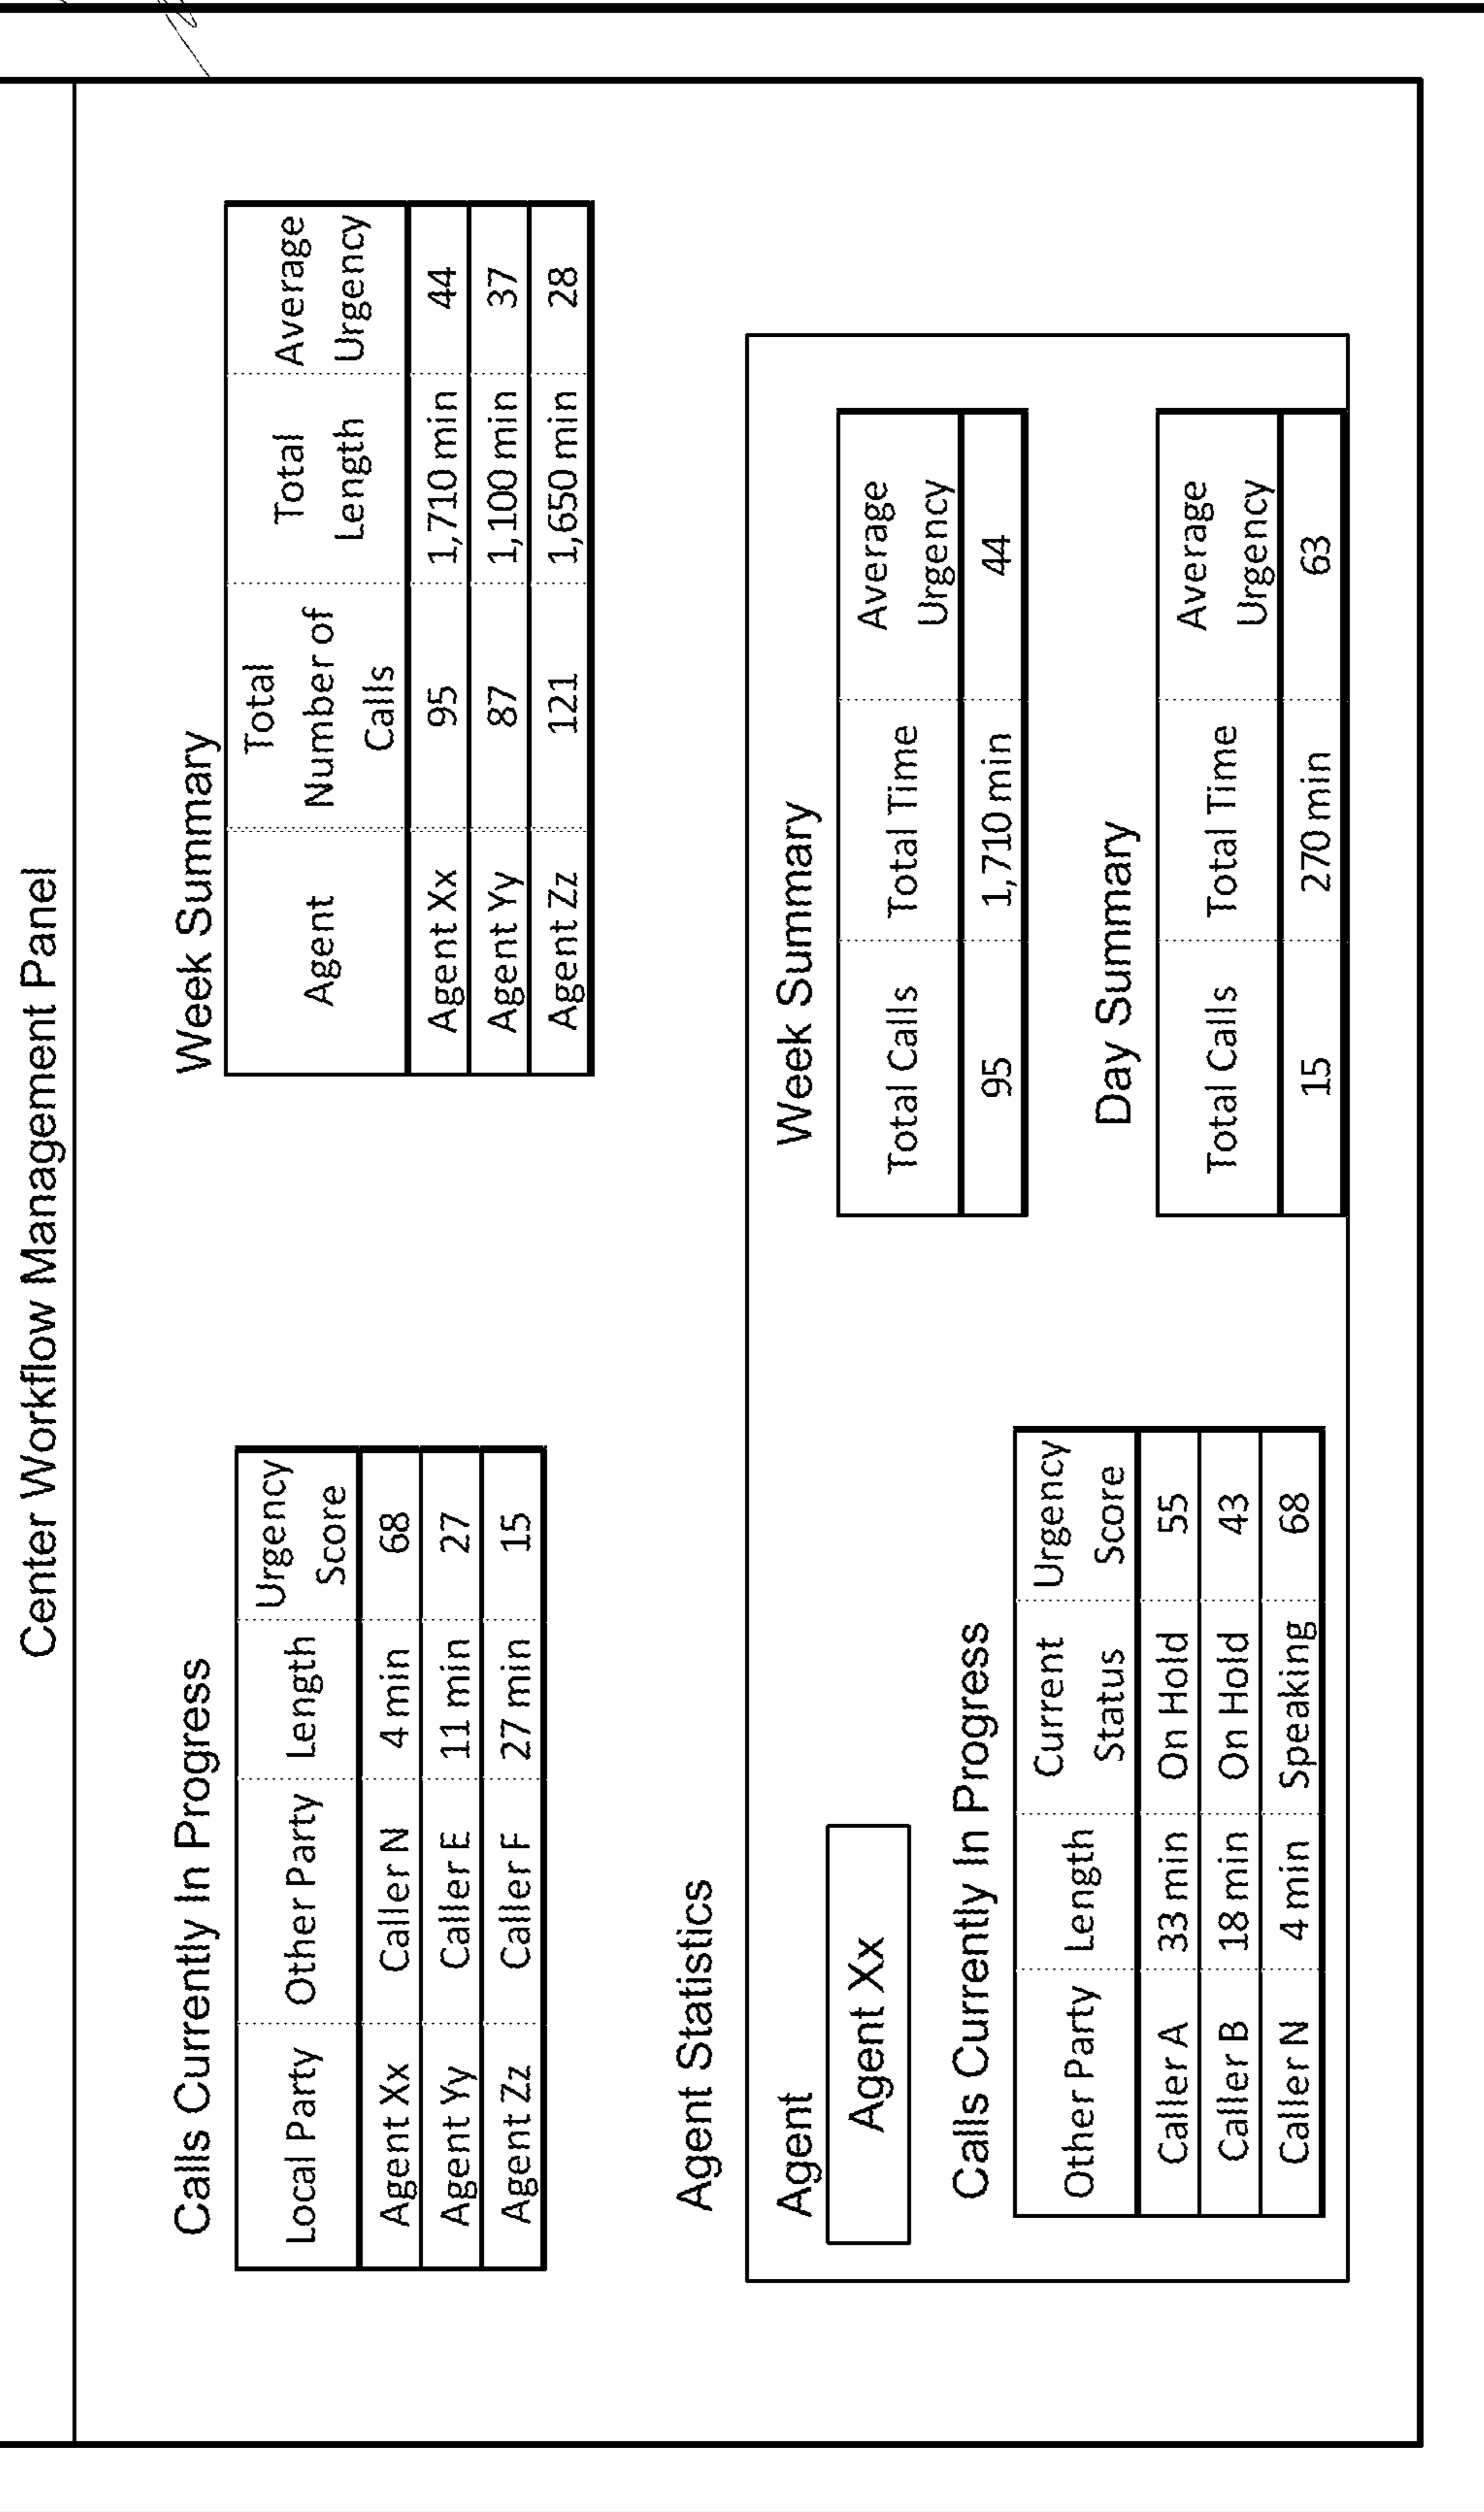 Center Workflow Management Panel
Calls Currently In Progress
Local Party Other Party Length Urgency
Score
Agent Xx Caller N 4 min 68
Agent Yy Caller E 11 min 27
Agent Zz Caller F 27 min 15
Week Summary
Agent Total
Number of
Calls Total
Length Average
Urgency
Agent Xx 95 1,710 min 44
Agent Yy 87 1,100 min 37
Agent Zz 121 1,650 min 28
Agent Statistics
Agent
Agent Xx
Calls Currently In Progress
Other Party Length Current
Status Urgency
Score
Caller A 33 min On Hold 55
Caller B 18 min On Hold 43
Caller N 4 min Speaking 68
Week Summary
Total Calls Total Time Average
Urgency
95 1,710 min 44
Day Summary
Total Calls Total Time Average
Urgency
15 270 min 63